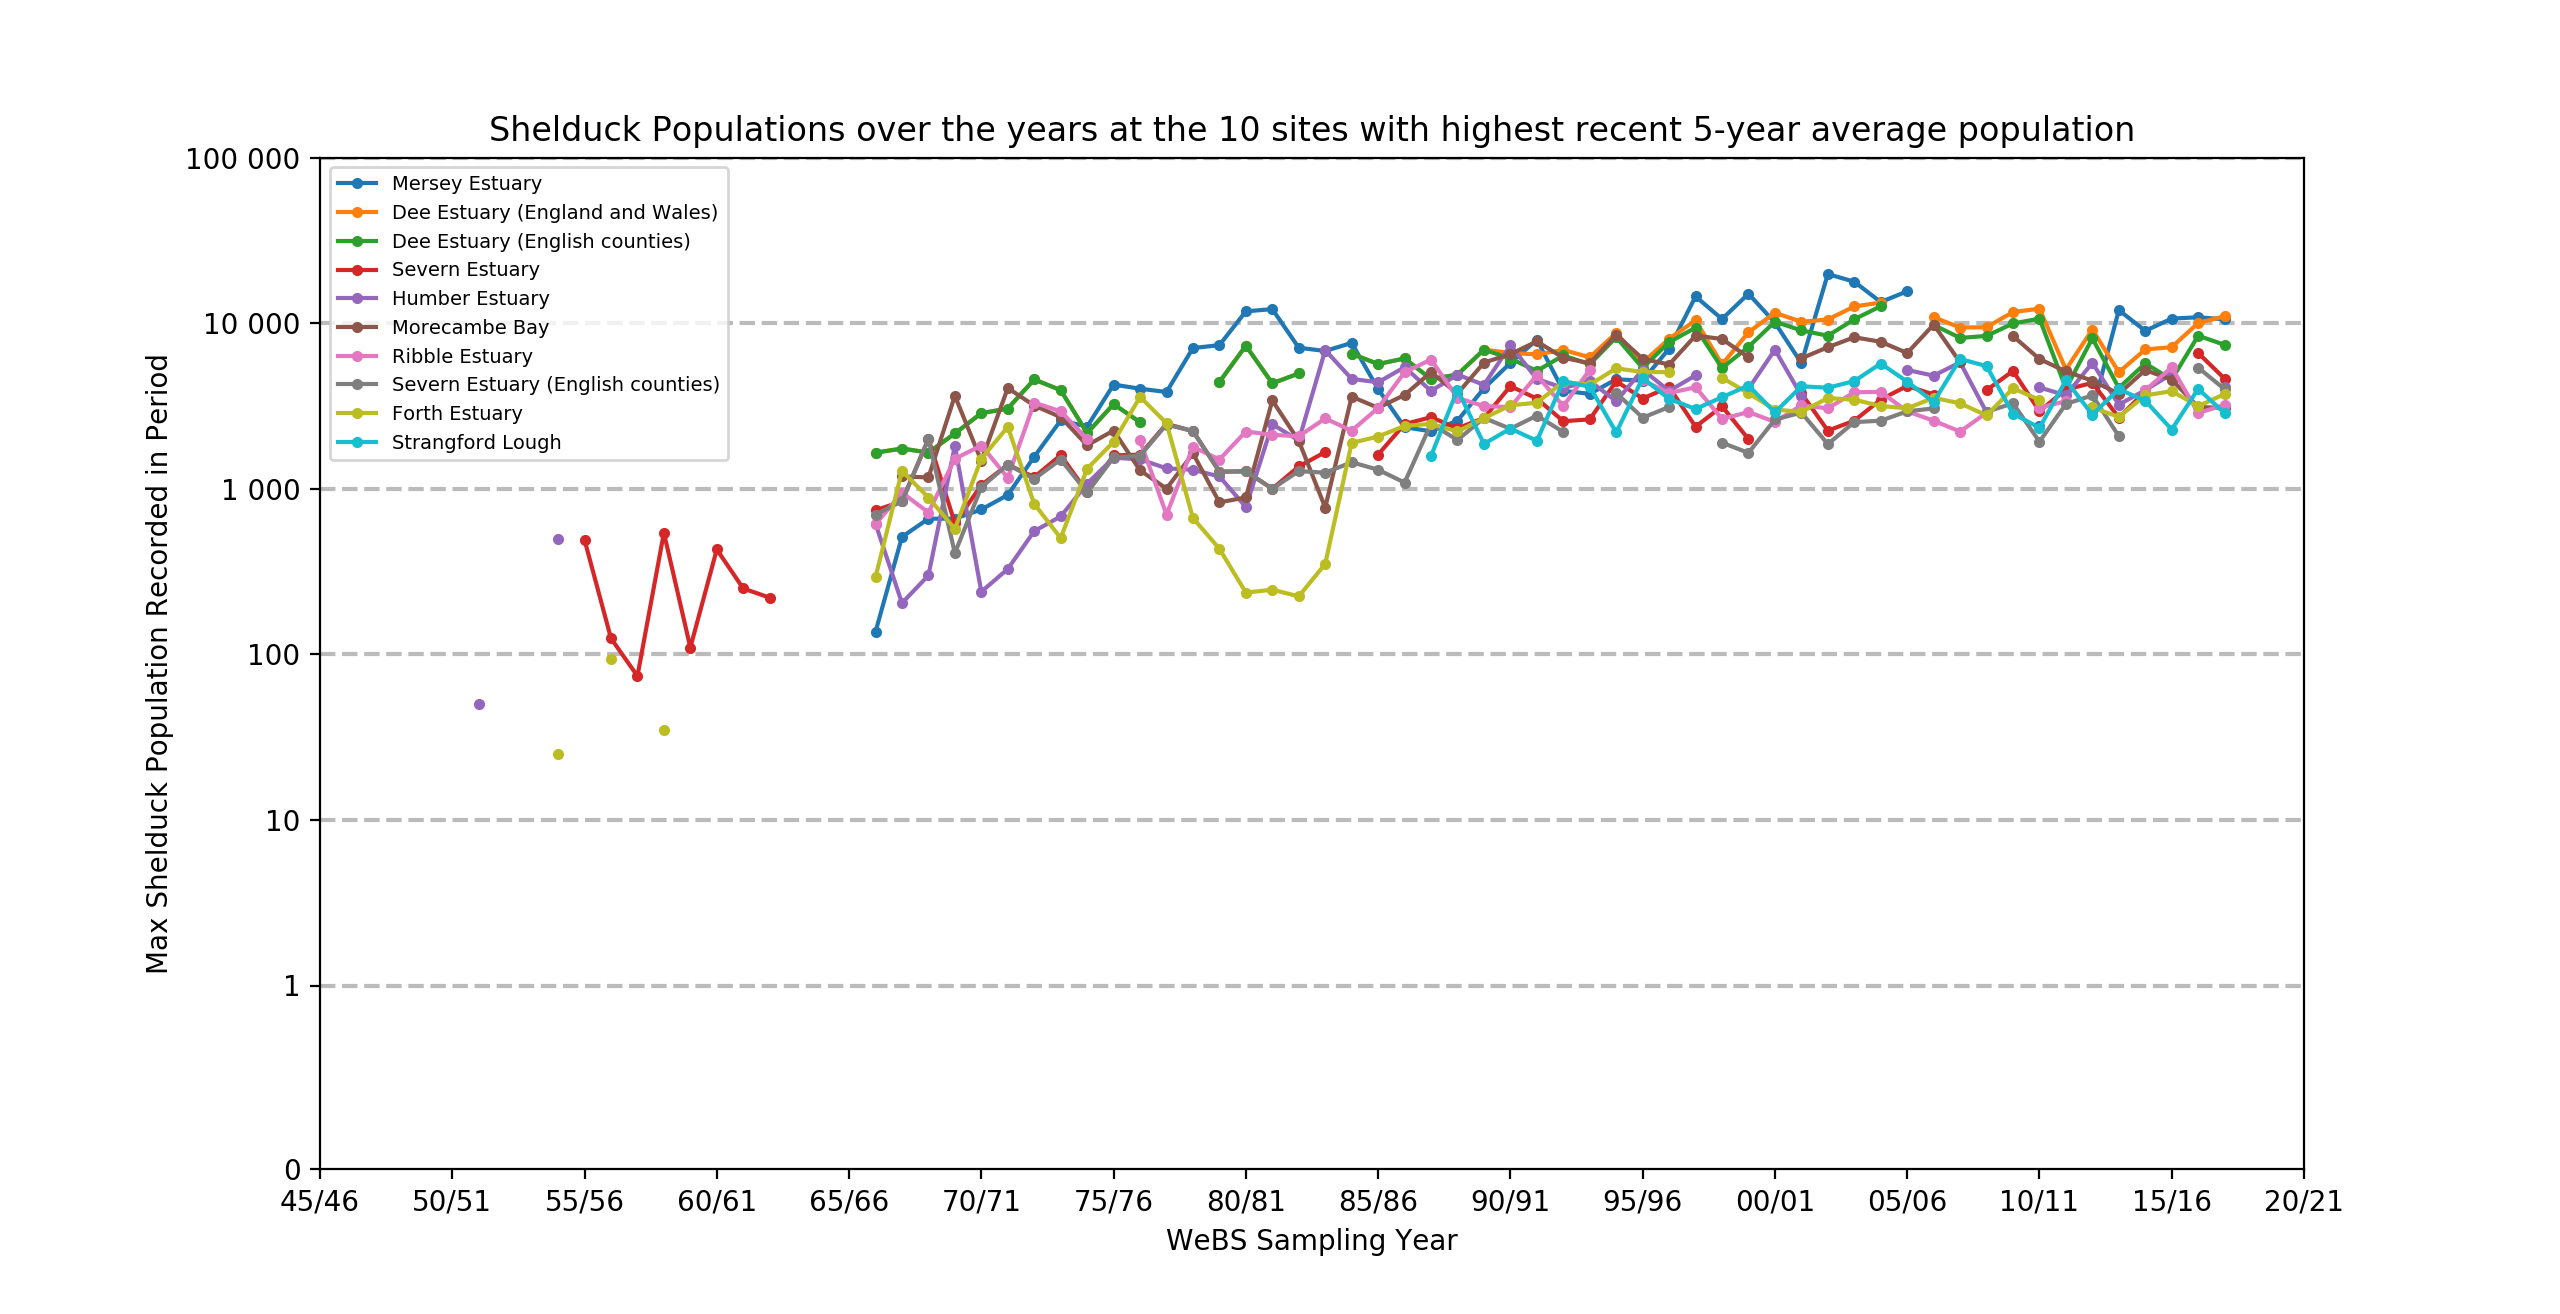 Shelduck Populations over the years at the 10 sites with highest recent 5-year average population
100 000
10 000
1 000
100
10
1
0
Max Shelduck Population Recorded in Period
Mersey Estuary
Dee Estuary (England and Wales)
Dee Estuary (English counties)
Severn Estuary
Humber Estuary
Morecambe Bay
Ribble Estuary
Severn Estuary (English counties)
Forth Estuary
Strangford Lough
45/46 50/51 55/56 60/61 65/66 70/71 75/76 80/81 85/86 90/91 95/96 00/01 05/06 10/11 15/16 20/21
WeBS Sampling Year